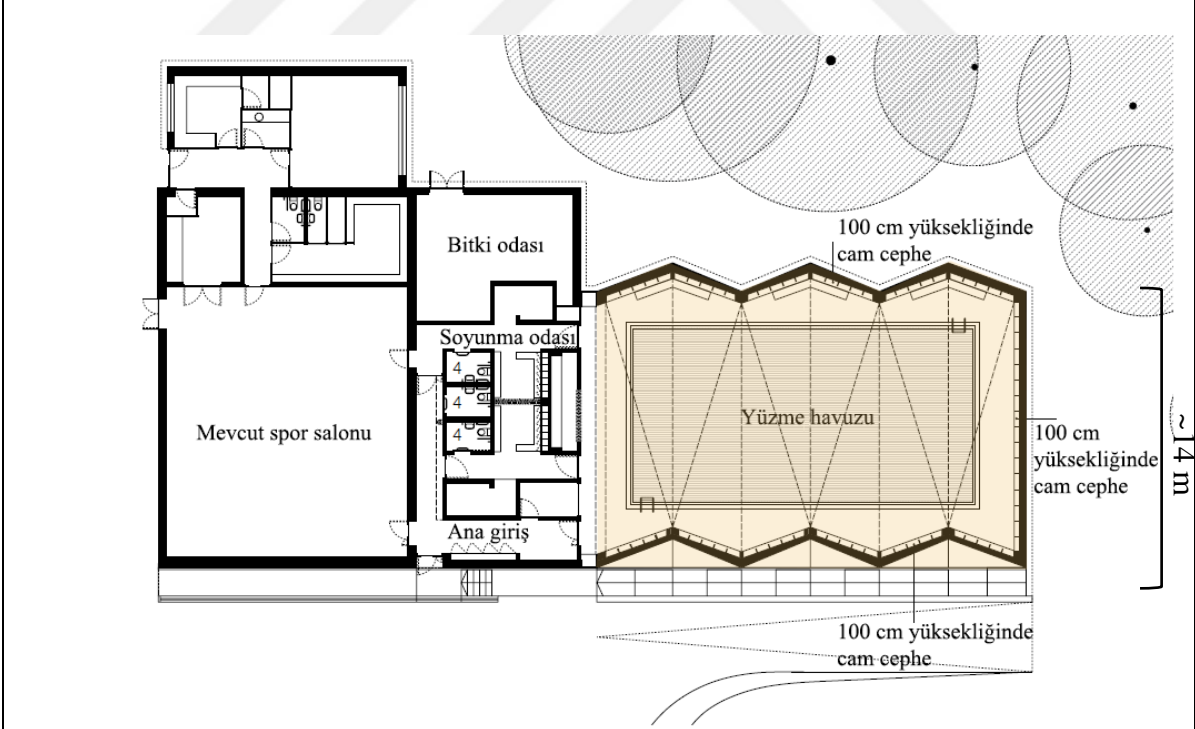 100 cm yüksekliğinde
cam cephe
Bitki odası
Soyunma odası
4
4
4
Mevcut spor salonu
Yüzme havuzu
100 cm
yüksekliğinde
cam cephe
~14 m
Ana giriş
100 cm yüksekliğinde
cam cephe